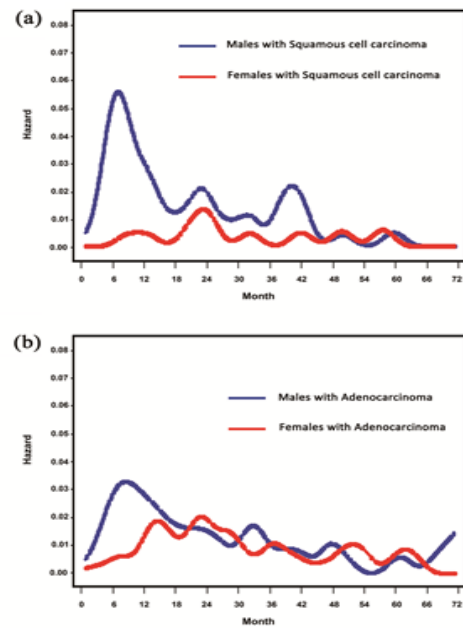 (a)
0.08
0.07
0.06
0.05
0.04
0.03
0.02
0.01
0.00
Hazard
Males with Squamous cell carcinoma
Females with Squamous cell carcinoma
0 6 12 18 24 30 36 42 48 54 60 66 72
Month
(b)
0.08
0.07
0.06
0.05
0.04
0.03
0.02
0.01
0.00
Hazard
Males with Adenocarcinoma
Females with Adenocarcinoma
0 6 12 18 24 30 36 42 48 54 60 66 72
Month